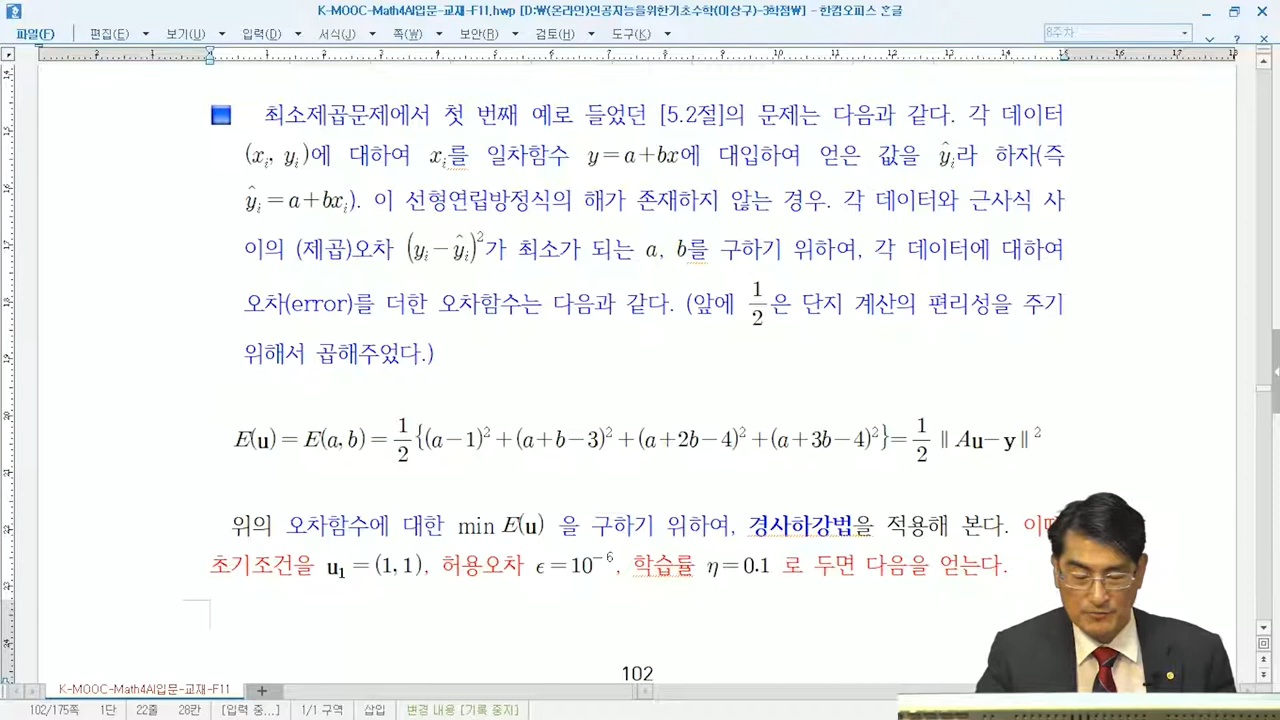 K-MOOC-Math4AI입문-교재-F11.hwp [D:\(온라인)인공지능을위한기초수학(이상구)-3학점\] - 한컴오피스 한글
파일(F) 편집(E) 보기(U) 입력(D) 서식(J) 쪽(W) 보안(B) 검토(H) 도구(K) 8주차
최소제곱문제에서 첫 번째 예로 들었던 [5.2절]의 문제는 다음과 같다. 각 데이터
(xᵢ, yᵢ)에 대하여 xᵢ를 일차함수 y=a+bx에 대입하여 얻은 값을 ŷᵢ라 하자(즉
ŷᵢ=a+bxᵢ). 이 선형연립방정식의 해가 존재하지 않는 경우. 각 데이터와 근사식 사
이의 (제곱)오차 (yᵢ−ŷᵢ)²가 최소가 되는 a, b를 구하기 위하여, 각 데이터에 대하여
오차(error)를 더한 오차함수는 다음과 같다. (앞에 1/2은 단지 계산의 편리성을 주기
위해서 곱해주었다.)
E(u)=E(a,b)=1/2{(a−1)²+(a+b−3)²+(a+2b−4)²+(a+3b−4)²}=1/2∥Au−y∥²
위의 오차함수에 대한 min E(u) 을 구하기 위하여, 경사하강법을 적용해 본다.
초기조건을 u₁=(1,1), 허용오차 ϵ=10⁻⁶, 학습률 η=0.1 로 두면 다음을 얻는다.
102
K-MOOC-Math4AI입문-교재-F11
102/175쪽 1단 22줄 28칸 [입력 중...] 1/1 구역 삽입 변경 내용 [기록 중지]